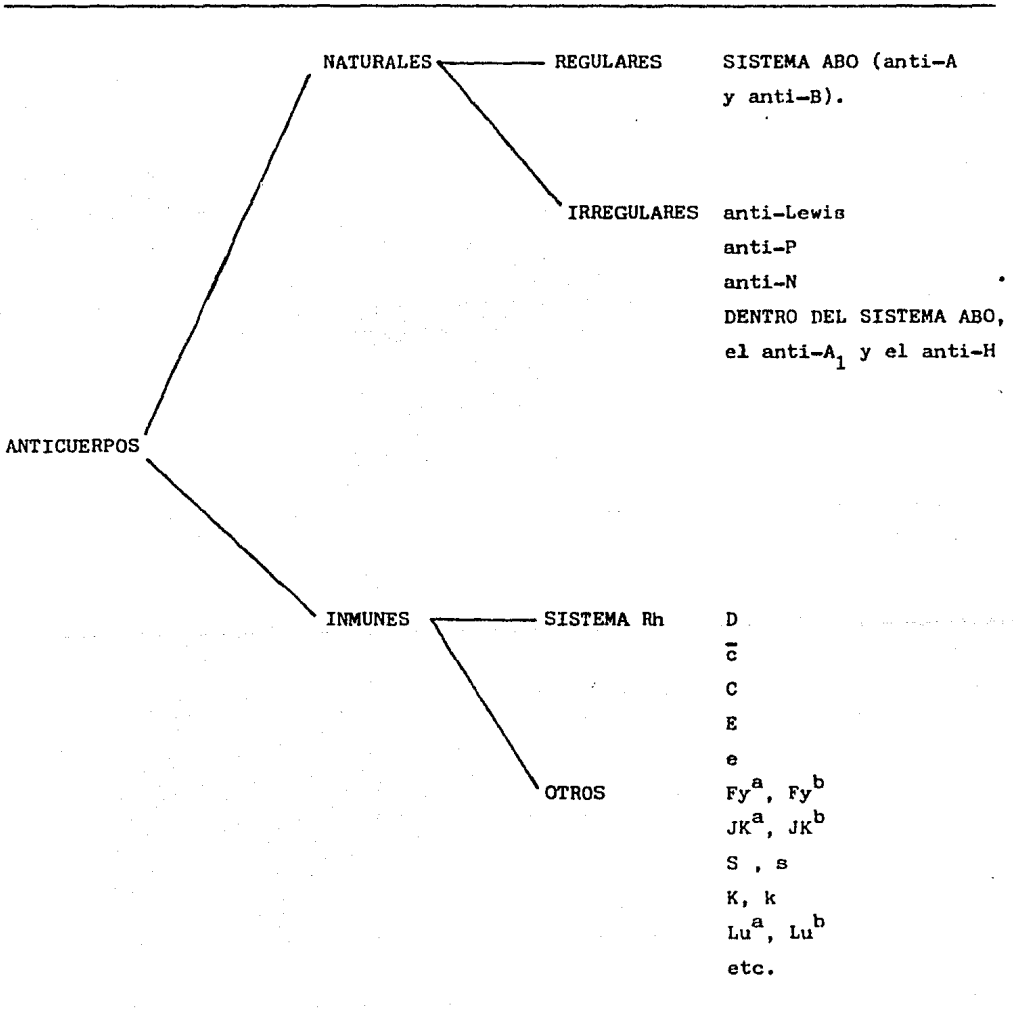 NATURALES REGULARES SISTEMA ABO (anti-A
y anti-B).
IRREGULARES anti-Lewis
anti-P
anti-N
DENTRO DEL SISTEMA ABO,
el anti-A₁ y el anti-H
ANTICUERPOS
INMUNES SISTEMA Rh D
c̄
C
E
e
OTROS Fyᵃ, Fyᵇ
JKᵃ, JKᵇ
S , s
K, k
Luᵃ, Luᵇ
etc.